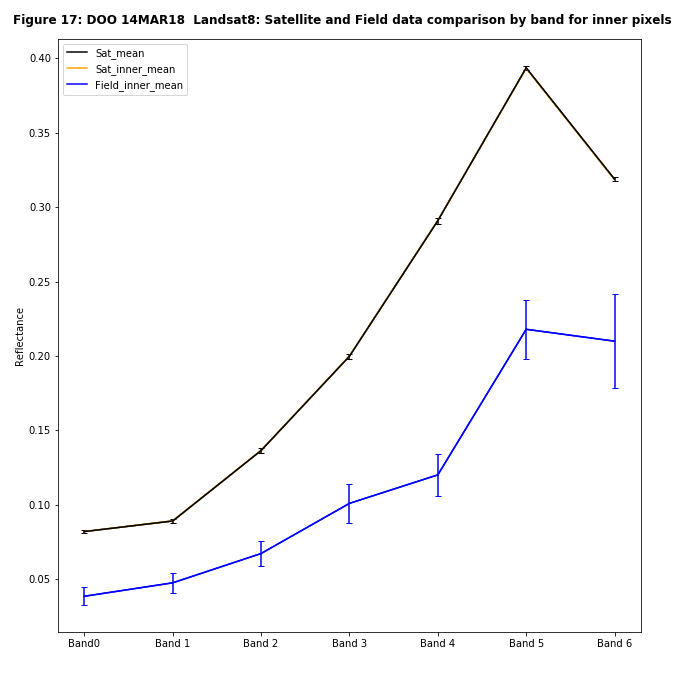 Figure 17: DOO 14MAR18  Landsat8: Satellite and Field data comparison by band for inner pixels
Sat_mean
Sat_inner_mean
Field_inner_mean
0.40
0.35
0.30
0.25
0.20
0.15
0.10
0.05
Reflectance
Band0 Band 1 Band 2 Band 3 Band 4 Band 5 Band 6